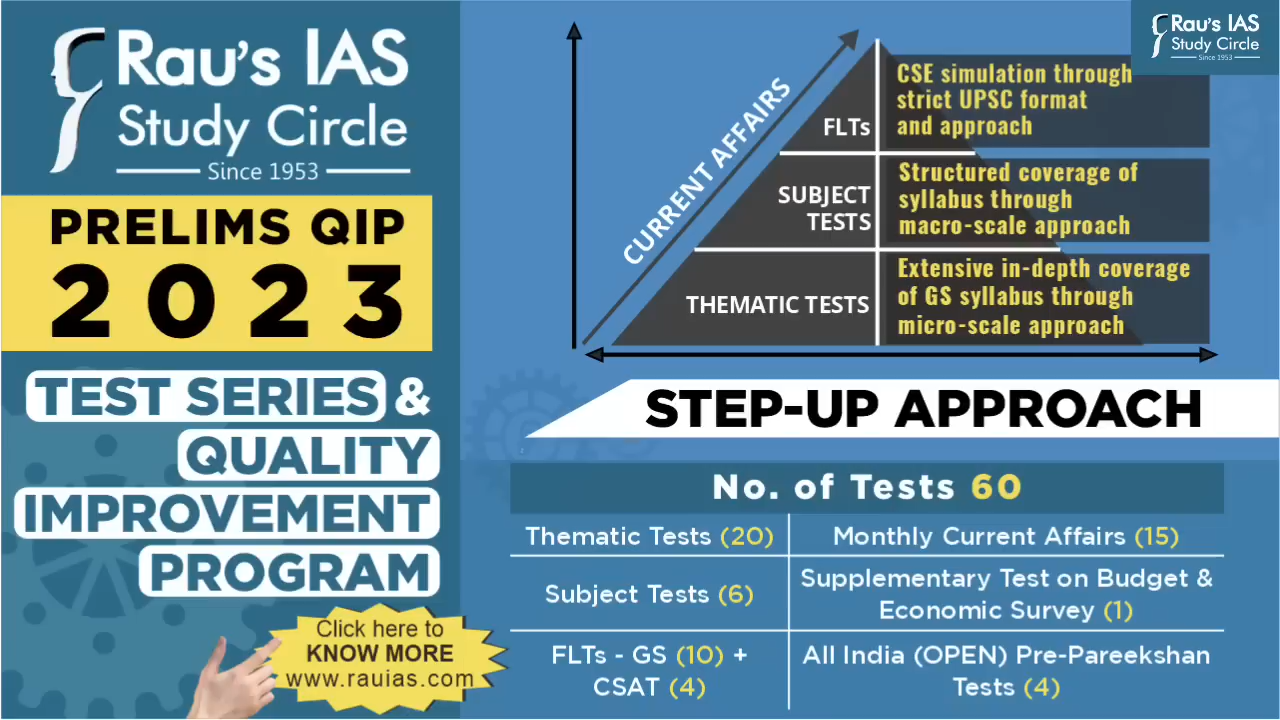 Rau's IAS
Study Circle
Since 1953
PRELIMS QIP
2023
TEST SERIES &
QUALITY
IMPROVEMENT
PROGRAM
Click here to
KNOW MORE
www.rauias.com
Rau's IAS
Study Circle
Since 1953
CURRENT AFFAIRS
FLTs
CSE simulation through
strict UPSC format
and approach
SUBJECT
TESTS
Structured coverage of
syllabus through
macro-scale approach
THEMATIC TESTS
Extensive in-depth coverage
of GS syllabus through
micro-scale approach
STEP-UP APPROACH
No. of Tests 60
Thematic Tests (20)
Monthly Current Affairs (15)
Subject Tests (6)
Supplementary Test on Budget &
Economic Survey (1)
FLTs - GS (10) +
CSAT (4)
All India (OPEN) Pre-Pareekshan
Tests (4)